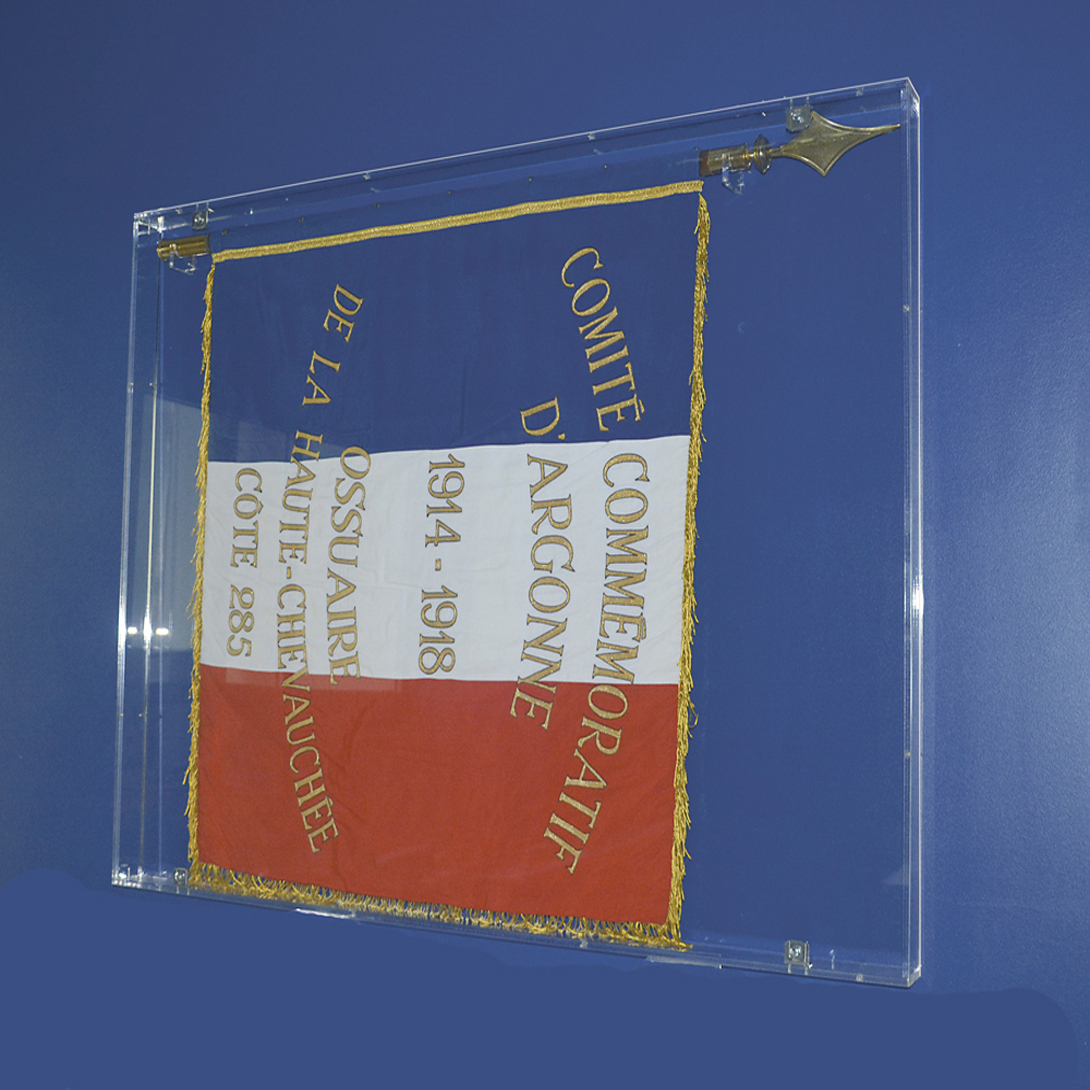 COMITÉ COMMÉMORATIF
D'ARGONNE
1914 - 1918
OSSUAIRE
DE LA HAUTE-CHEVAUCHÉE
CÔTE 285